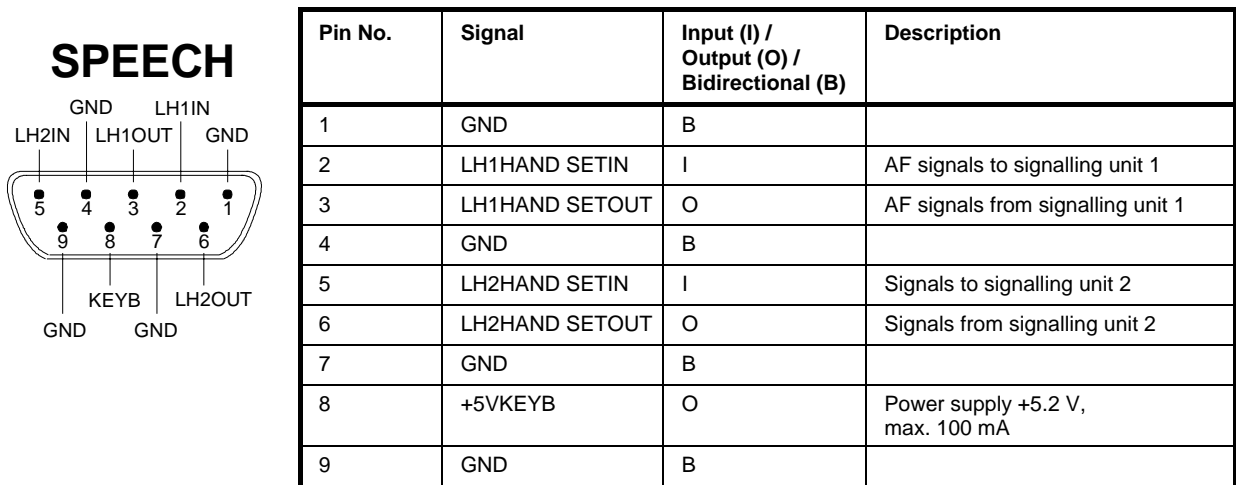 SPEECH
GND LH1IN
LH2IN LH1OUT GND
5 4 3 2 1
9 8 7 6
KEYB LH2OUT
GND GND
Pin No. Signal Input (I) / Description
Output (O) /
Bidirectional (B)
1 GND B
2 LH1HAND SETIN I AF signals to signalling unit 1
3 LH1HAND SETOUT O AF signals from signalling unit 1
4 GND B
5 LH2HAND SETIN I Signals to signalling unit 2
6 LH2HAND SETOUT O Signals from signalling unit 2
7 GND B
8 +5VKEYB O Power supply +5.2 V,
max. 100 mA
9 GND B